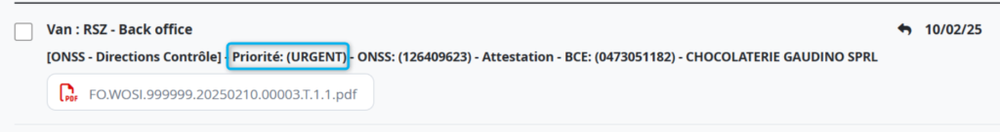 Van : RSZ - Back office
10/02/25
[ONSS - Directions Contrôle] - Priorité: (URGENT) - ONSS: (126409623) - Attestation - BCE: (0473051182) - CHOCOLATERIE GAUDINO SPRL
PDF
FO.WOSI.999999.20250210.00003.T.1.1.pdf